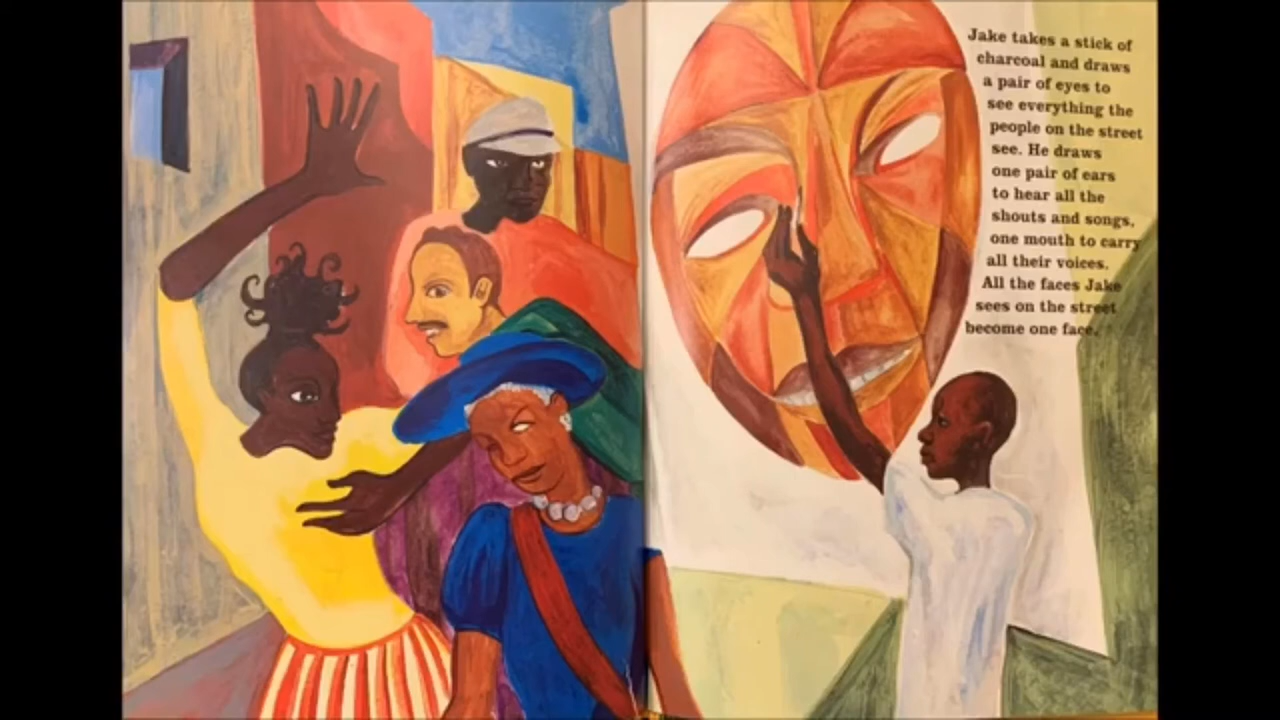 Jake takes a stick of
charcoal and draws
a pair of eyes to
see everything the
people on the street
see. He draws
one pair of ears
to hear all the
shouts and songs,
one mouth to carry
all their voices.
All the faces Jake
sees on the street
become one face.